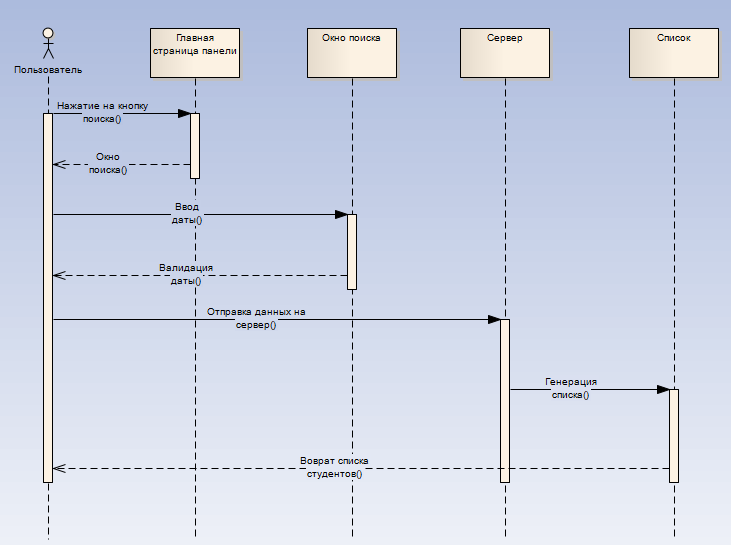 Пользователь
Главная
страница панели
Окно поиска
Сервер
Список
Нажатие на кнопку
поиска()
Окно
поиска()
Ввод
даты()
Валидация
даты()
Отправка данных на
сервер()
Генерация
списка()
Воврат списка
студентов()